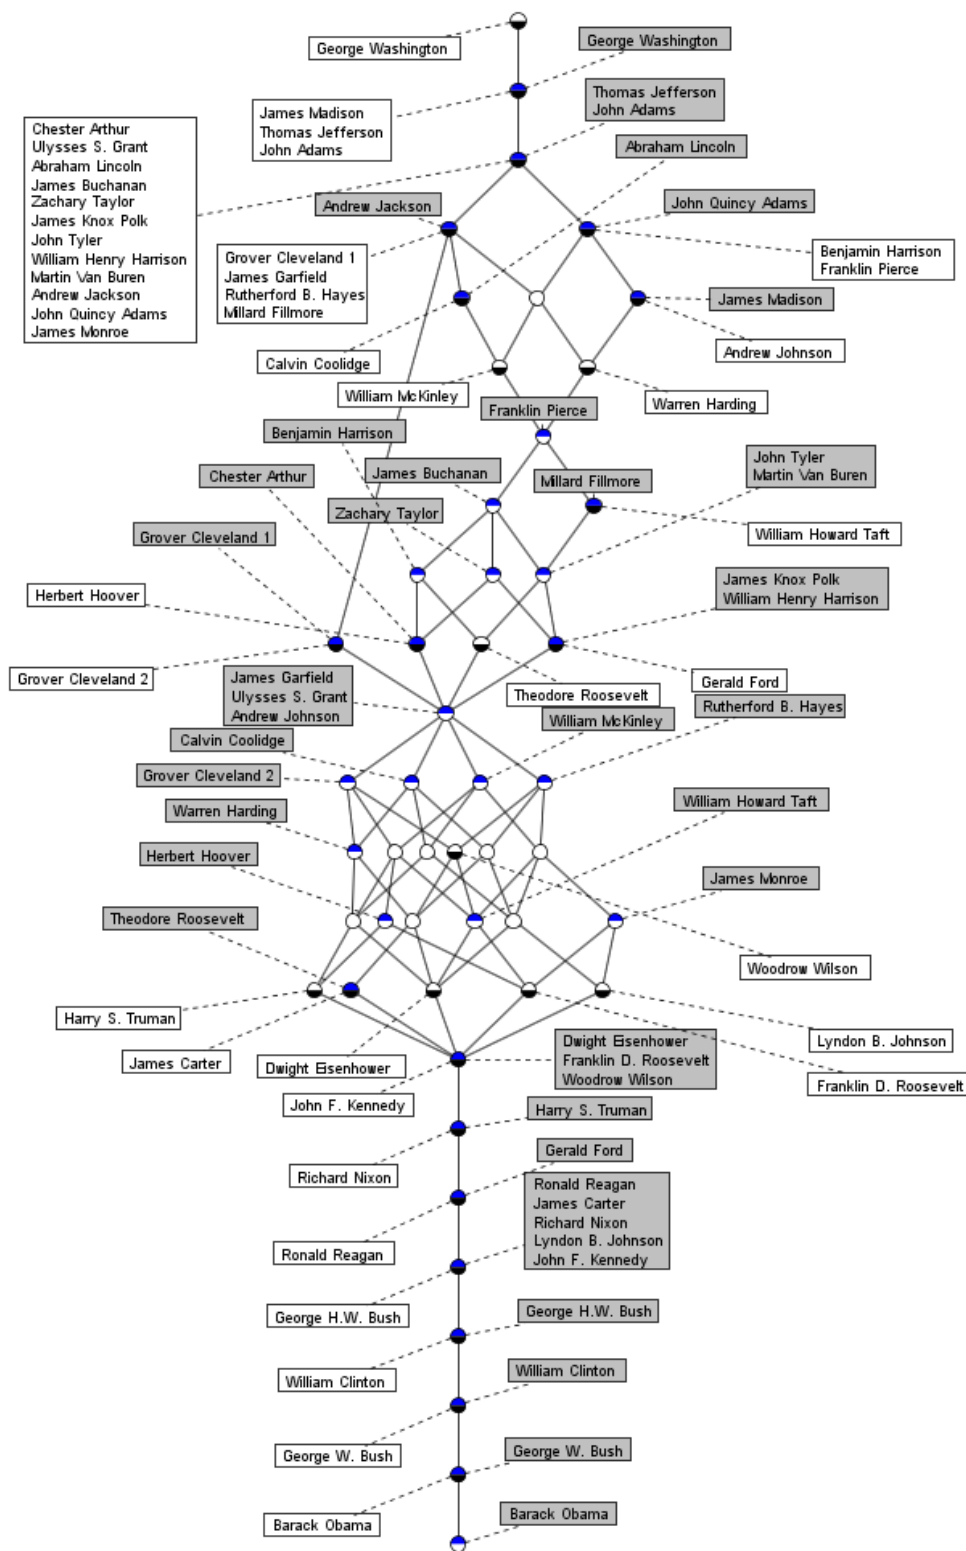 George Washington
George Washington
Thomas Jefferson
John Adams
James Madison
Thomas Jefferson
John Adams
Chester Arthur
Ulysses S. Grant
Abraham Lincoln
James Buchanan
Zachary Taylor
James Knox Polk
John Tyler
William Henry Harrison
Martin Van Buren
Andrew Jackson
John Quincy Adams
James Monroe
Abraham Lincoln
Andrew Jackson
John Quincy Adams
Grover Cleveland 1
James Garfield
Rutherford B. Hayes
Millard Fillmore
Benjamin Harrison
Franklin Pierce
James Madison
Andrew Johnson
Calvin Coolidge
William McKinley
Warren Harding
Franklin Pierce
Benjamin Harrison
James Buchanan
John Tyler
Martin Van Buren
Chester Arthur
Millard Fillmore
Zachary Taylor
William Howard Taft
Grover Cleveland 1
James Knox Polk
William Henry Harrison
Herbert Hoover
Grover Cleveland 2
James Garfield
Ulysses S. Grant
Andrew Johnson
Theodore Roosevelt
Gerald Ford
Rutherford B. Hayes
William McKinley
Calvin Coolidge
Grover Cleveland 2
Warren Harding
William Howard Taft
Herbert Hoover
James Monroe
Theodore Roosevelt
Woodrow Wilson
Harry S. Truman
James Carter
Dwight Eisenhower
John F. Kennedy
Dwight Eisenhower
Franklin D. Roosevelt
Woodrow Wilson
Lyndon B. Johnson
Franklin D. Roosevelt
Harry S. Truman
Richard Nixon
Gerald Ford
Ronald Reagan
James Carter
Richard Nixon
Lyndon B. Johnson
John F. Kennedy
Ronald Reagan
George H.W. Bush
George H.W. Bush
William Clinton
William Clinton
George W. Bush
George W. Bush
Barack Obama
Barack Obama